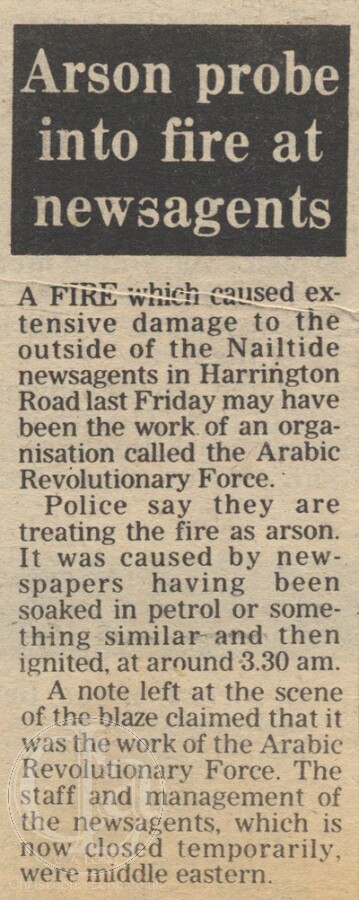 Arson probe
into fire at
newsagents
A FIRE which caused ex-
tensive damage to the
outside of the Nailtide
newsagents in Harrington
Road last Friday may have
been the work of an orga-
nisation called the Arabic
Revolutionary Force.
Police say they are
treating the fire as arson.
It was caused by new-
spapers having been
soaked in petrol or some-
thing similar and then
ignited, at around 3.30 am.
A note left at the scene
of the blaze claimed that it
was the work of the Arabic
Revolutionary Force. The
staff and management of
the newsagents, which is
now closed temporarily,
were middle eastern.